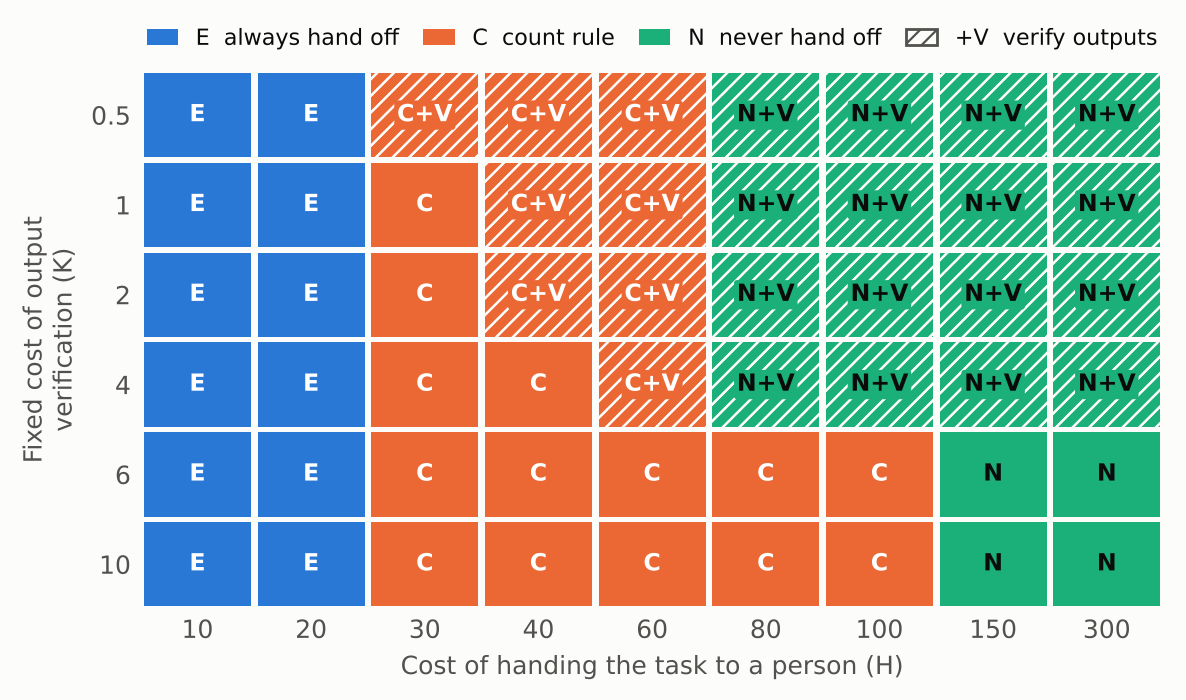 E always hand off C count rule N never hand off +V verify outputs
0.5 E E C+V C+V C+V N+V N+V N+V N+V
1 E E C C+V C+V N+V N+V N+V N+V
2 E E C C+V C+V N+V N+V N+V N+V
4 E E C C C+V N+V N+V N+V N+V
6 E E C C C C C N N
10 E E C C C C C N N
10 20 30 40 60 80 100 150 300
Cost of handing the task to a person (H)
Fixed cost of output
verification (K)